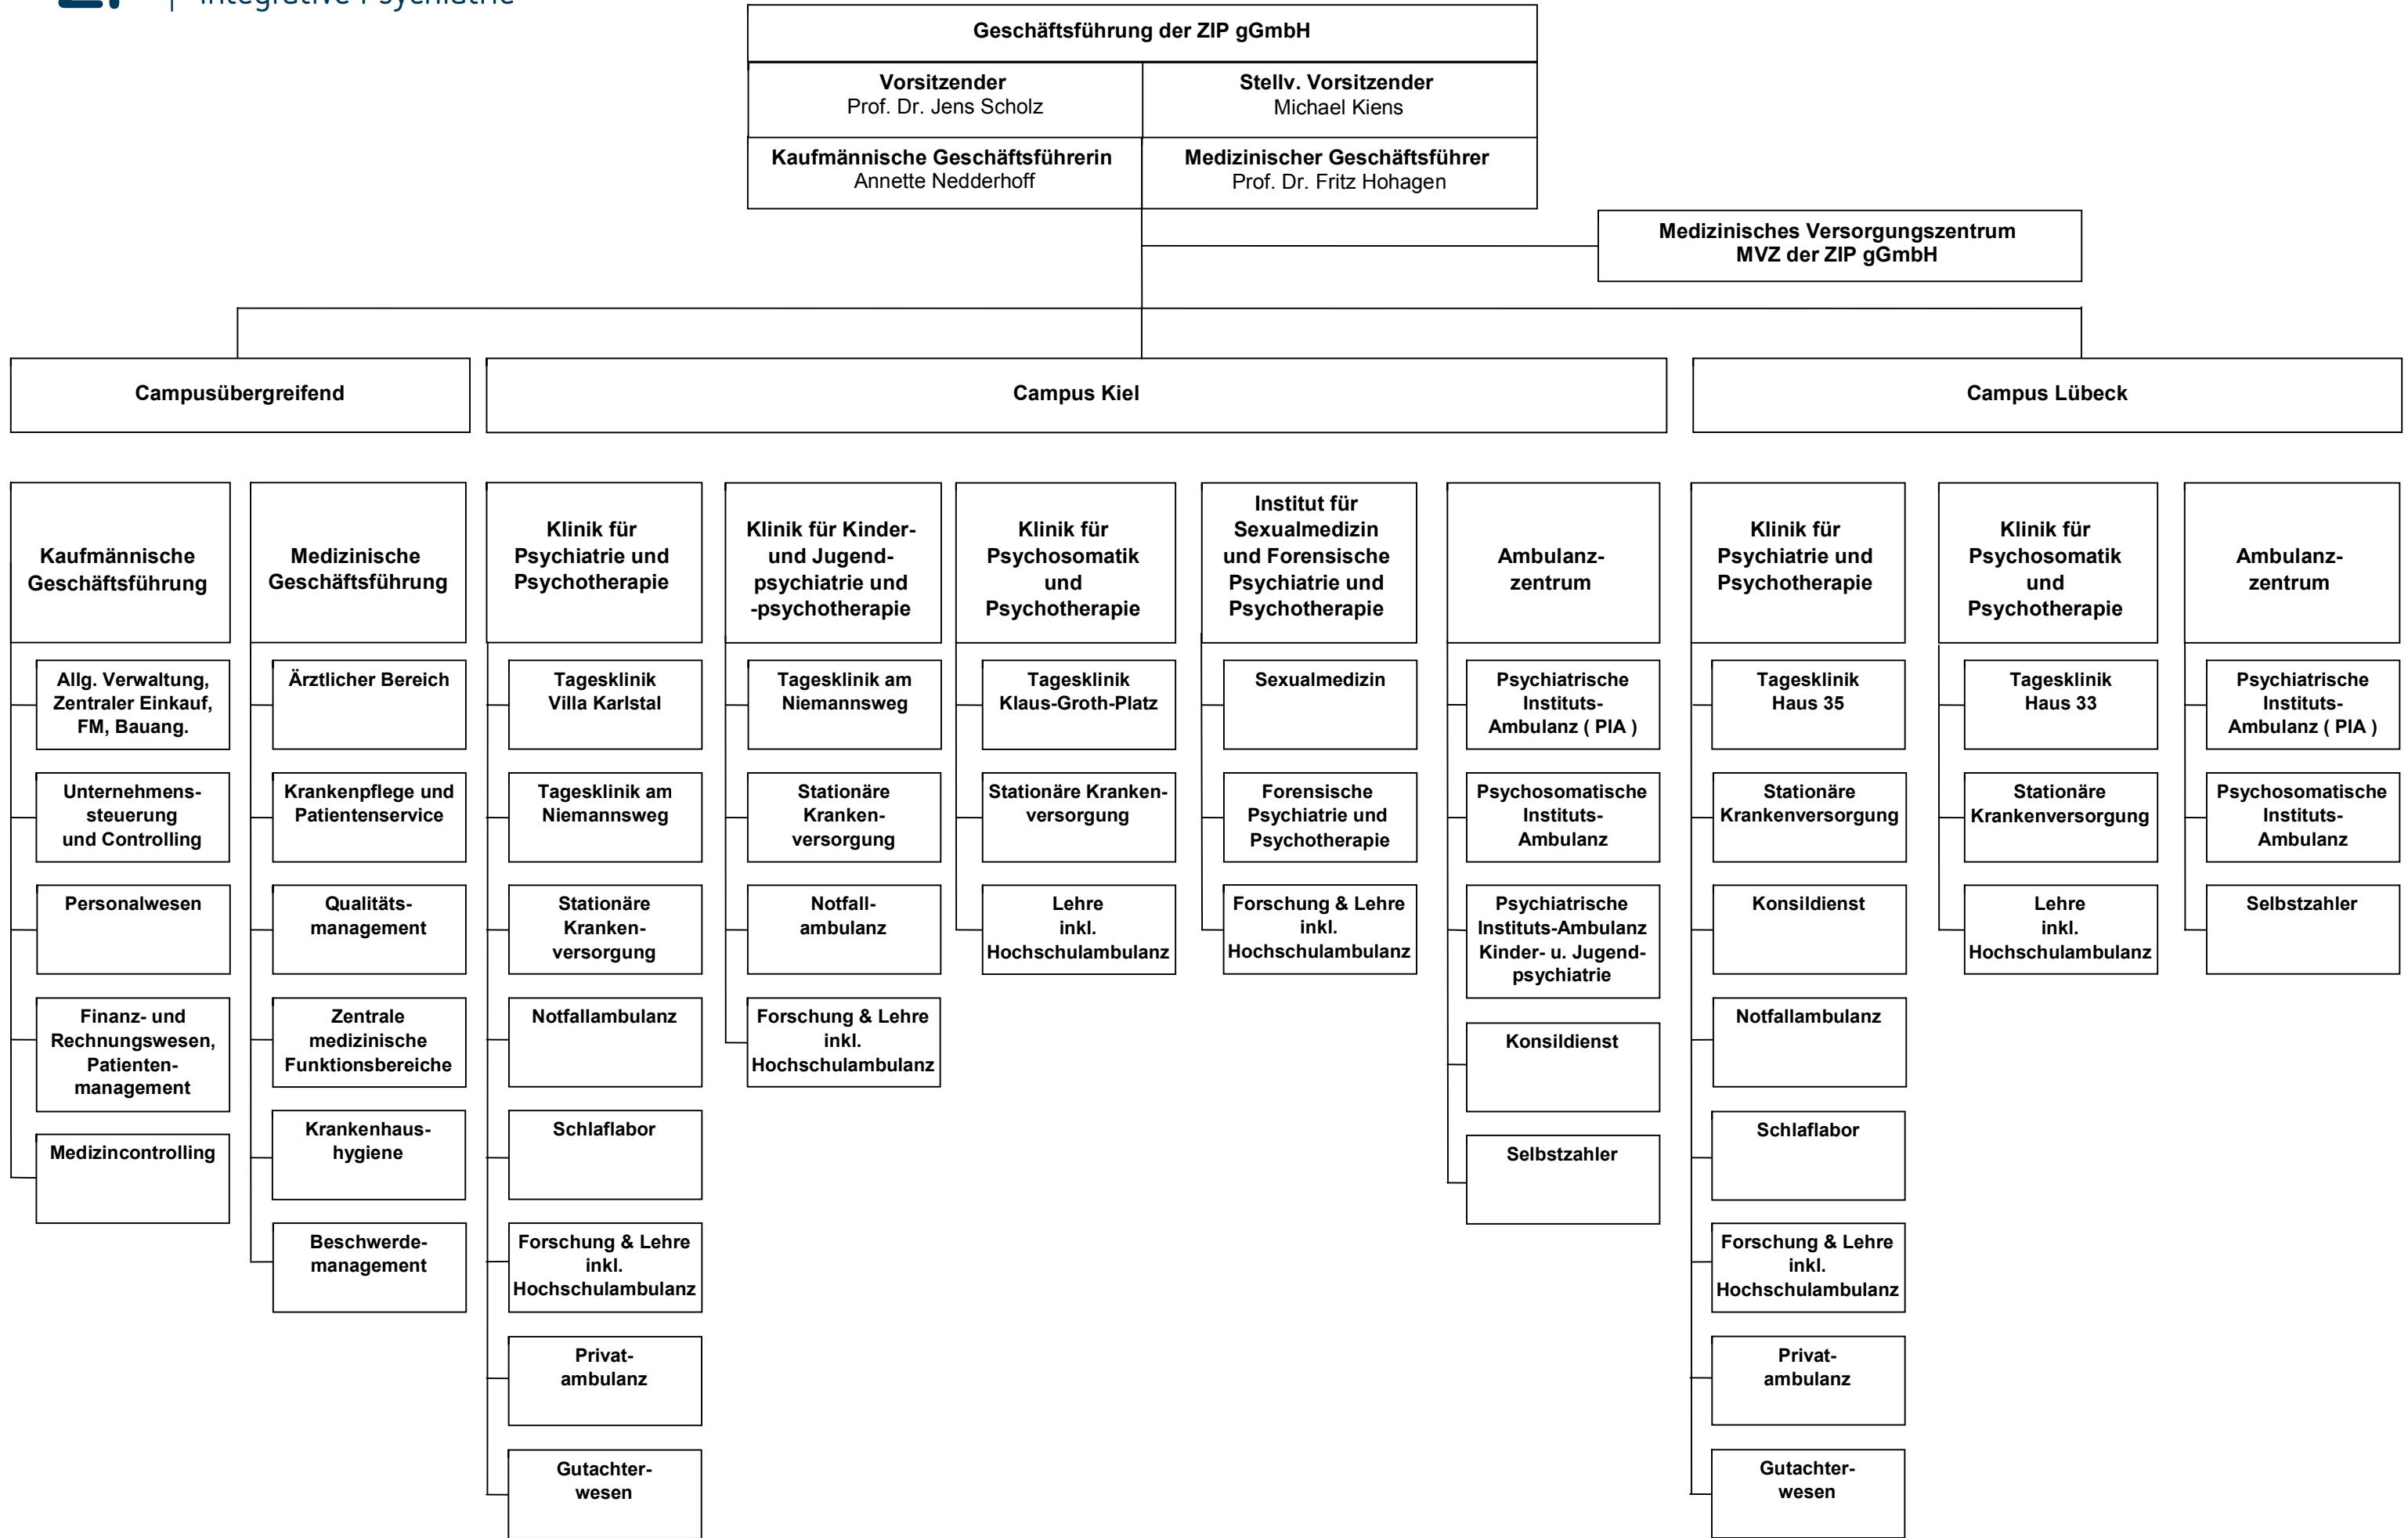 Integrative Psychiatrie
Geschäftsführung der ZIP gGmbH
Vorsitzender
Prof. Dr. Jens Scholz
Stellv. Vorsitzender
Michael Kiens
Kaufmännische Geschäftsführerin
Annette Nedderhoff
Medizinischer Geschäftsführer
Prof. Dr. Fritz Hohagen
Medizinisches Versorgungszentrum
MVZ der ZIP gGmbH
Campusübergreifend
Campus Kiel
Campus Lübeck
Kaufmännische
Geschäftsführung
Allg. Verwaltung,
Zentraler Einkauf,
FM, Bauang.
Unternehmens-
steuerung
und Controlling
Personalwesen
Finanz- und
Rechnungswesen,
Patienten-
management
Medizincontrolling
Medizinische
Geschäftsführung
Ärztlicher Bereich
Krankenpflege und
Patientenservice
Qualitäts-
management
Zentrale
medizinische
Funktionsbereiche
Krankenhaus-
hygiene
Beschwerde-
management
Klinik für
Psychiatrie und
Psychotherapie
Tagesklinik
Villa Karlstal
Tagesklinik am
Niemannsweg
Stationäre
Kranken-
versorgung
Notfallambulanz
Schlaflabor
Forschung & Lehre
inkl.
Hochschulambulanz
Privat-
ambulanz
Gutachter-
wesen
Klinik für Kinder-
und Jugend-
psychiatrie und
-psychotherapie
Tagesklinik am
Niemannsweg
Stationäre
Kranken-
versorgung
Notfall-
ambulanz
Forschung & Lehre
inkl.
Hochschulambulanz
Klinik für
Psychosomatik
und
Psychotherapie
Tagesklinik
Klaus-Groth-Platz
Stationäre Kranken-
versorgung
Lehre
inkl.
Hochschulambulanz
Institut für
Sexualmedizin
und Forensische
Psychiatrie und
Psychotherapie
Sexualmedizin
Forensische
Psychiatrie und
Psychotherapie
Forschung & Lehre
inkl.
Hochschulambulanz
Ambulanz-
zentrum
Psychiatrische
Instituts-
Ambulanz ( PIA )
Psychosomatische
Instituts-
Ambulanz
Psychiatrische
Instituts-Ambulanz
Kinder- u. Jugend-
psychiatrie
Konsildienst
Selbstzahler
Klinik für
Psychiatrie und
Psychotherapie
Tagesklinik
Haus 35
Stationäre
Krankenversorgung
Konsildienst
Notfallambulanz
Schlaflabor
Forschung & Lehre
inkl.
Hochschulambulanz
Privat-
ambulanz
Gutachter-
wesen
Klinik für
Psychosomatik
und
Psychotherapie
Tagesklinik
Haus 33
Stationäre
Krankenversorgung
Lehre
inkl.
Hochschulambulanz
Ambulanz-
zentrum
Psychiatrische
Instituts-
Ambulanz ( PIA )
Psychosomatische
Instituts-
Ambulanz
Selbstzahler